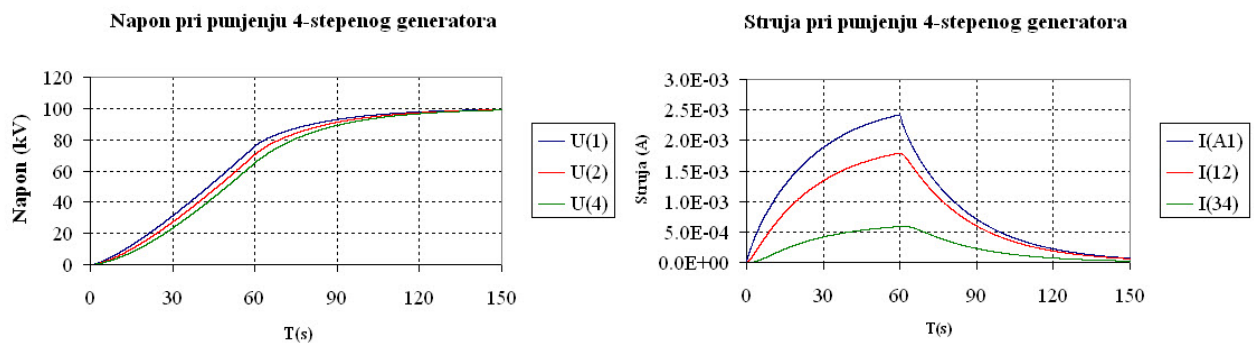 Napon pri punjenju 4-stepenog generatora
Napon (kV)
120
100
80
60
40
20
0
0 30 60 90 120 150
T(s)
U(1)
U(2)
U(4)
Struja pri punjenju 4-stepenog generatora
Struja (A)
3.0E-03
2.5E-03
2.0E-03
1.5E-03
1.0E-03
5.0E-04
0.0E+00
0 30 60 90 120 150
T(s)
I(A1)
I(12)
I(34)